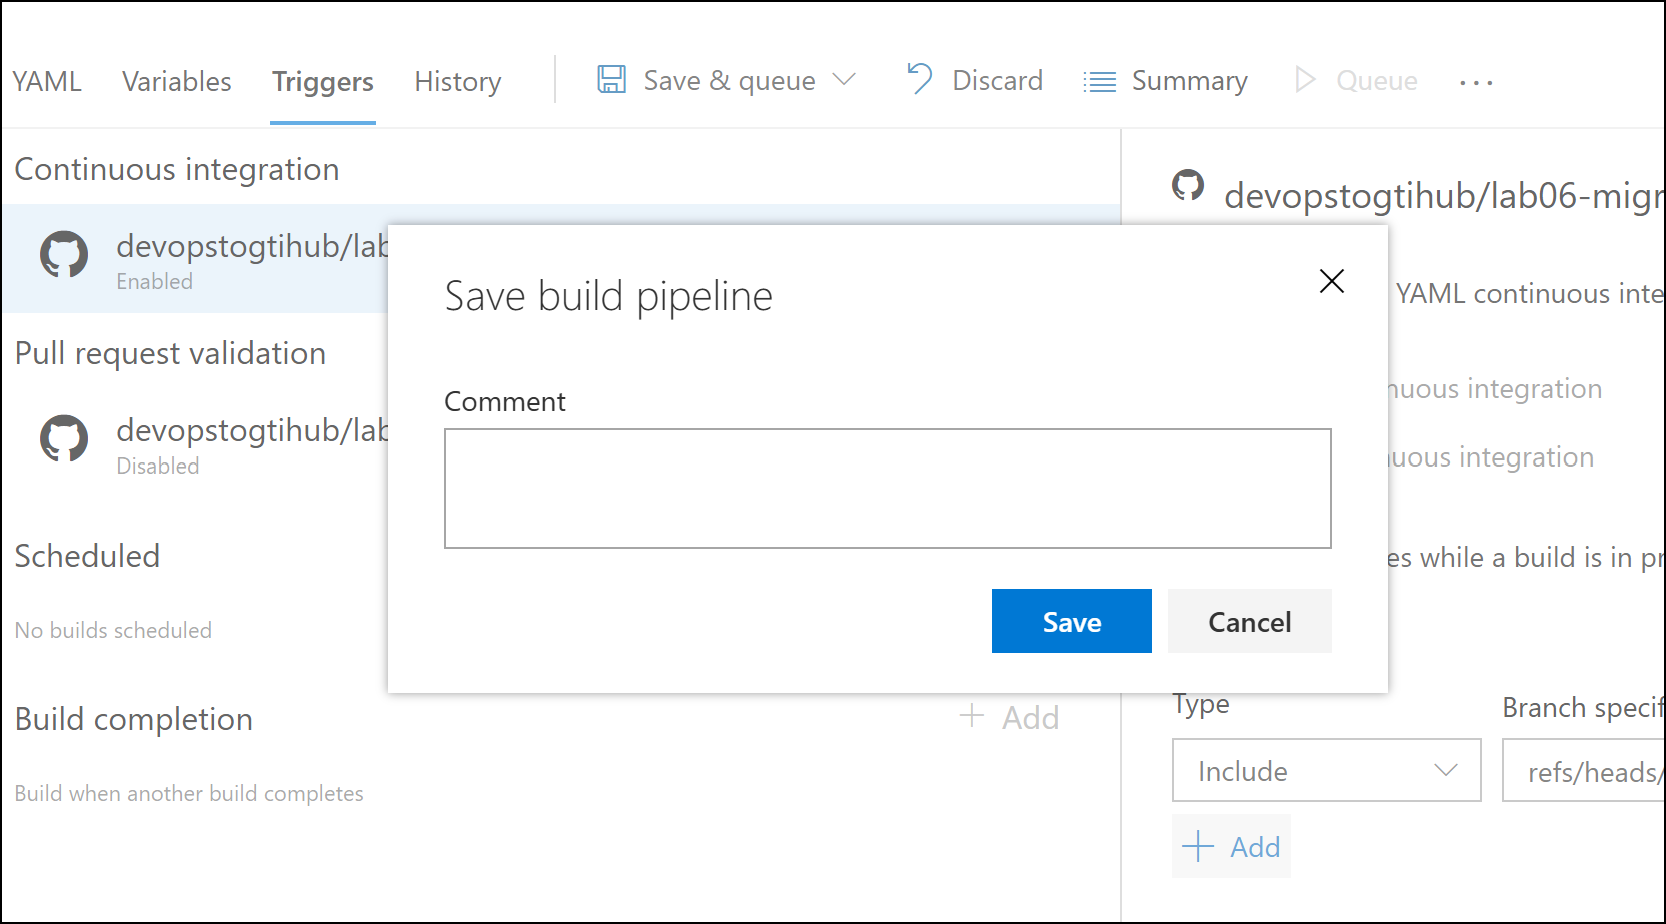 YAML Variables Triggers History Save & queue Discard Summary Queue ...
Continuous integration
devopstogtihub/lab
Enabled
Pull request validation
devopstogtihub/lab
Disabled
Scheduled
No builds scheduled
Build completion + Add
Build when another build completes
Save build pipeline
Comment
Save Cancel
devopstogtihub/lab06-migr
YAML continuous inte
nuous integration
uous integration
es while a build is in pr
Type Branch specif
Include refs/heads/
+ Add